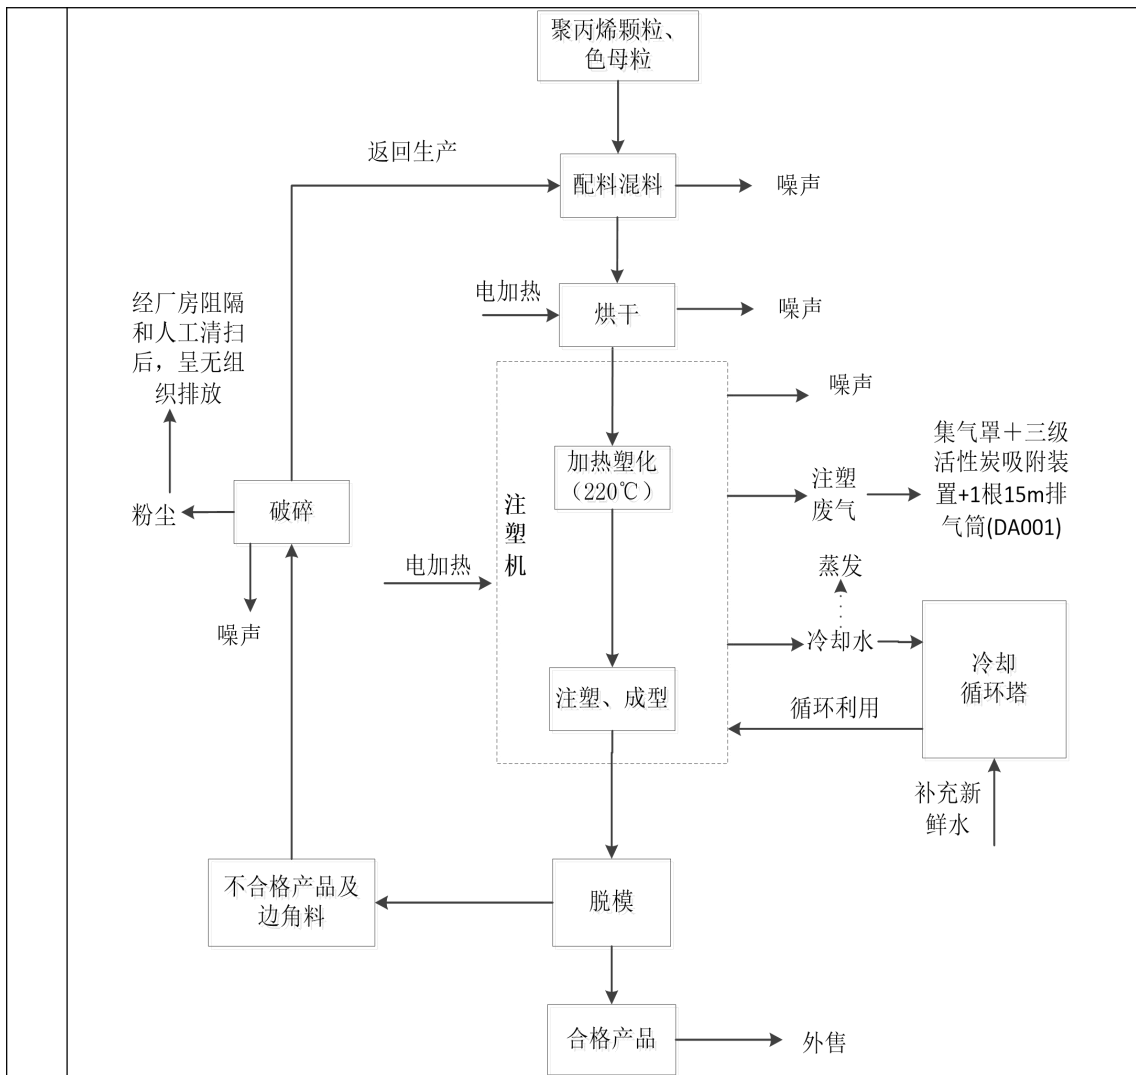 聚丙烯颗粒、
色母粒
返回生产
配料混料
噪声
电加热
烘干
噪声
经厂房阻隔
和人工清扫
后，呈无组
织排放
噪声
加热塑化
（220℃）
注塑机
注塑
废气
集气罩＋三级
活性炭吸附装
置+1根15m排
气筒(DA001)
粉尘
破碎
电加热
噪声
蒸发
冷却水
冷却
循环塔
注塑、成型
循环利用
补充新
鲜水
不合格产品及
边角料
脱模
合格产品
外售